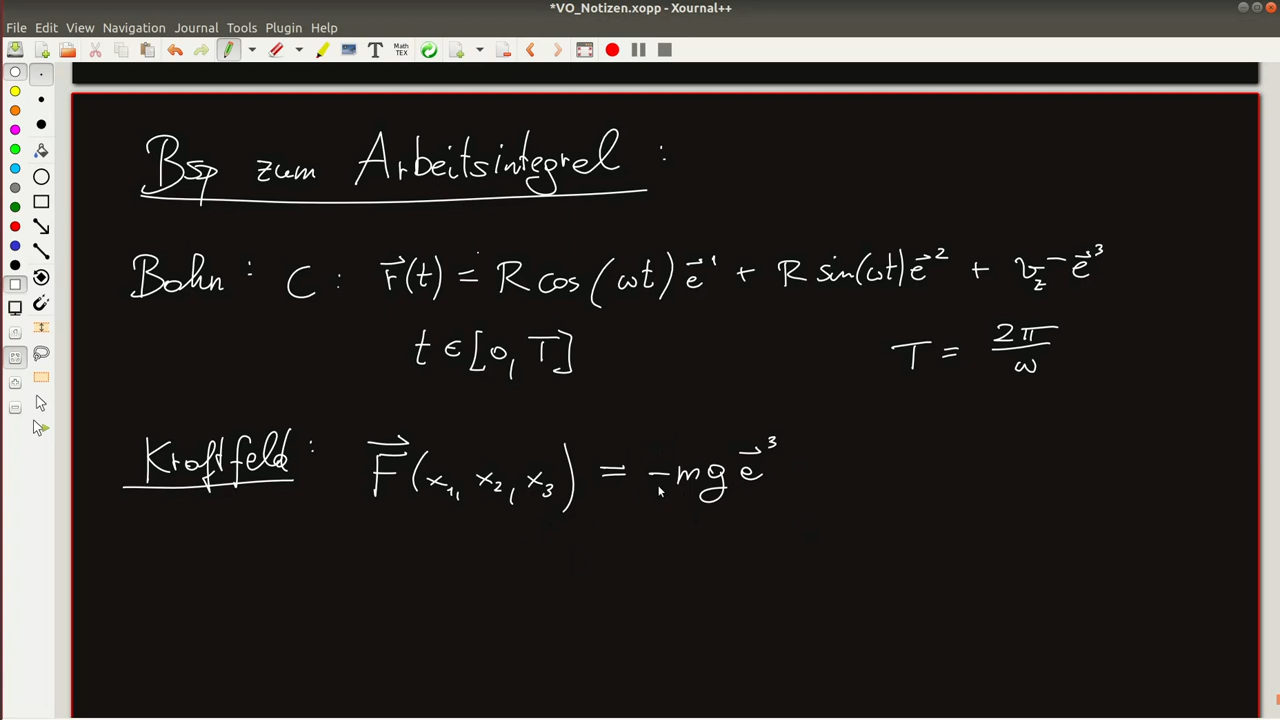 *VO_Notizen.xopp - Xournal++
File Edit View Navigation Journal Tools Plugin Help
Bsp zum Arbeitsintegral :
Bahn : C : r⃗(t) = R cos(ωt) e⃗¹ + R sin(ωt) e⃗² + v_z e⃗³
t ∈ [0, T] T = 2π/ω
Kraftfeld : F⃗(x₁, x₂, x₃) = -mg e⃗³